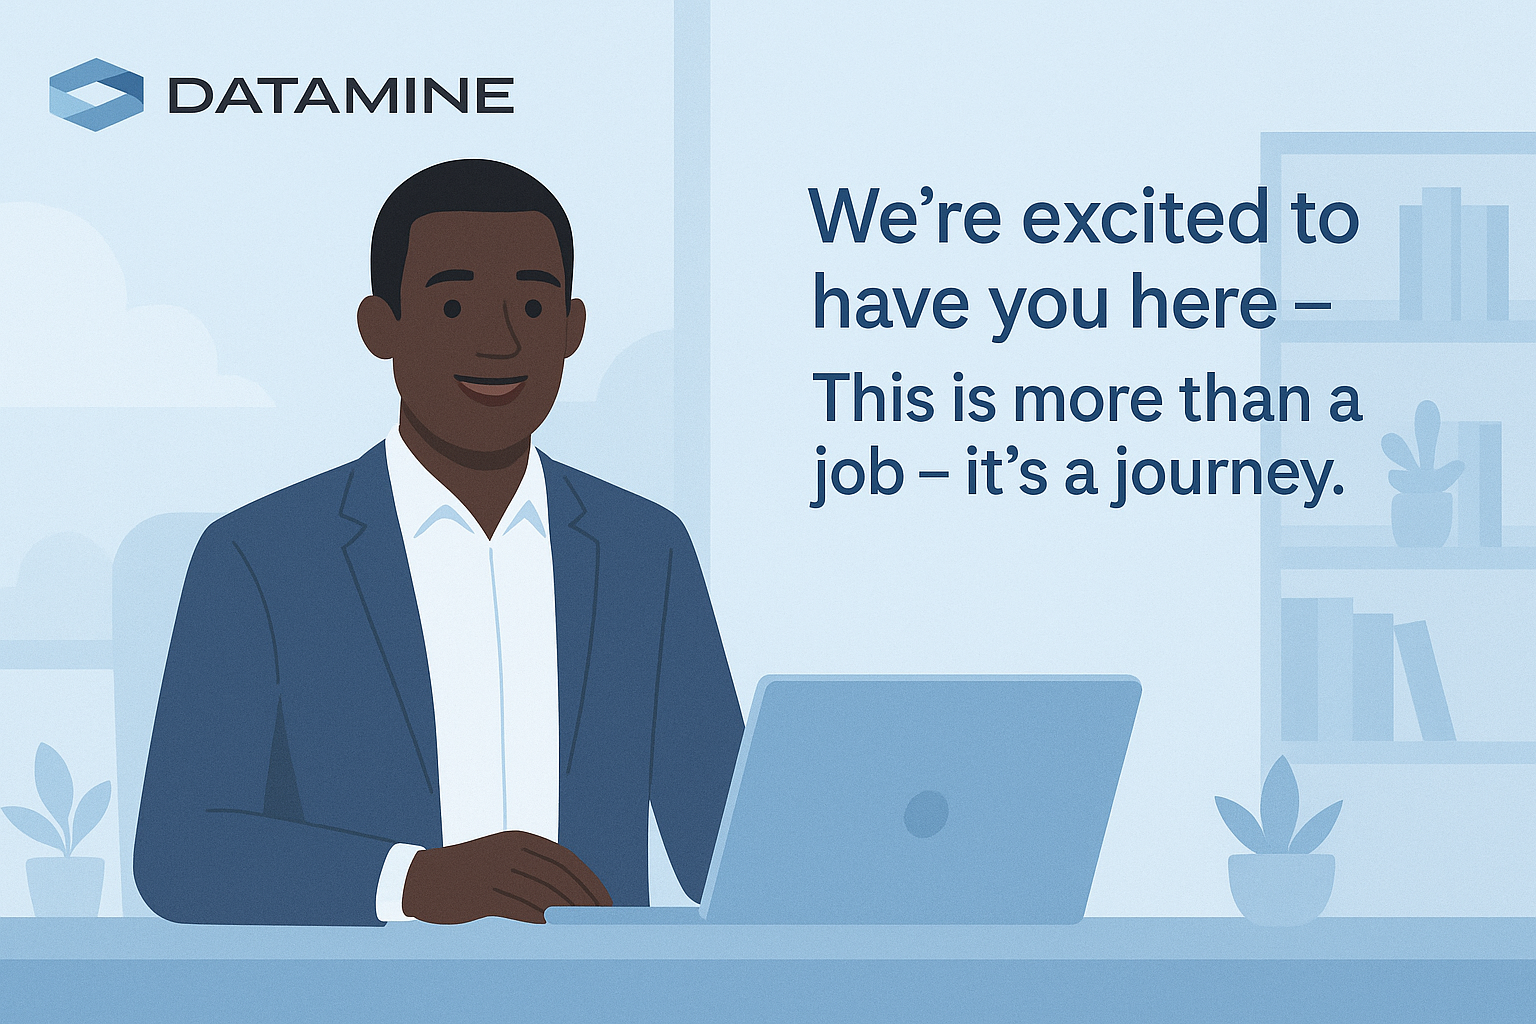 DATAMINE
We’re excited to
have you here –
This is more than a
job – it’s a journey.